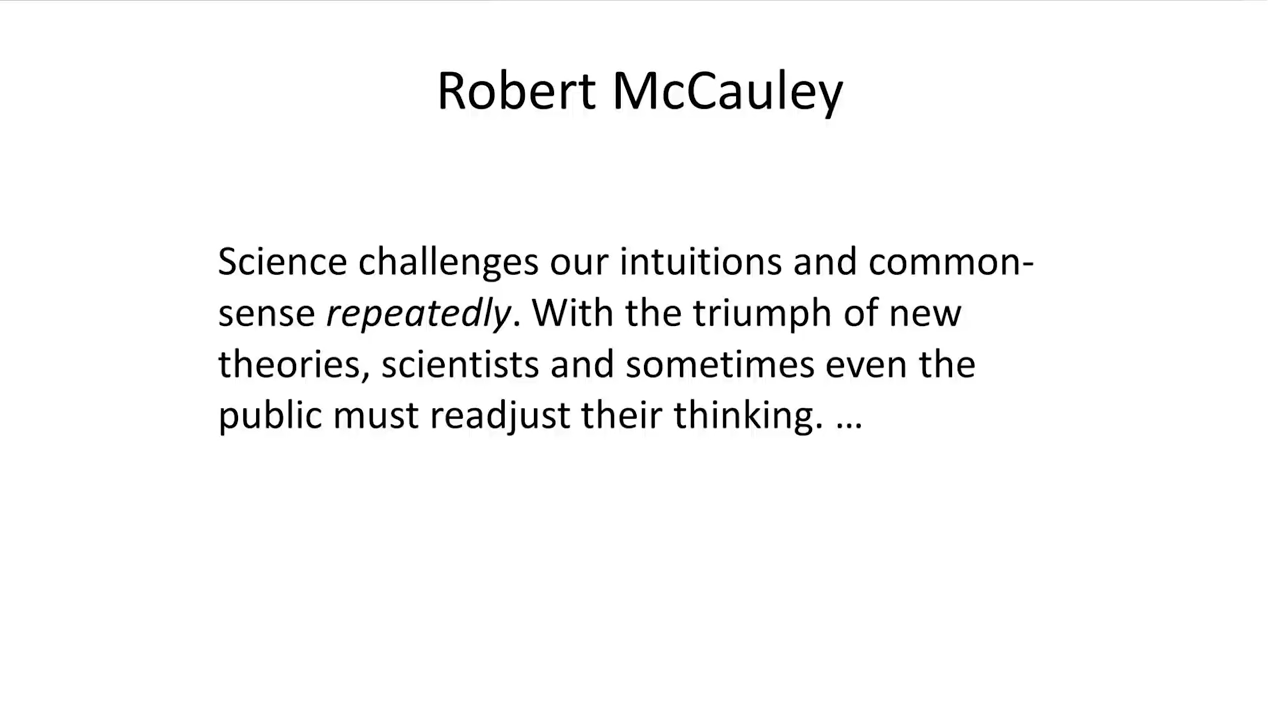 Robert McCauley
Science challenges our intuitions and common-
sense repeatedly. With the triumph of new
theories, scientists and sometimes even the
public must readjust their thinking. …